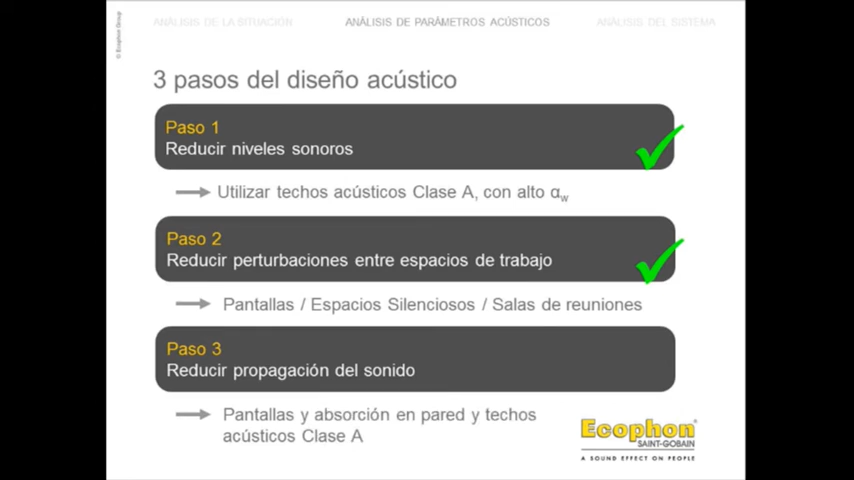 © Ecophon Group
ANÁLISIS DE LA SITUACIÓN
ANÁLISIS DE PARÁMETROS ACÚSTICOS
ANÁLISIS DEL SISTEMA
3 pasos del diseño acústico
Paso 1
Reducir niveles sonoros
Utilizar techos acústicos Clase A, con alto αw
Paso 2
Reducir perturbaciones entre espacios de trabajo
Pantallas / Espacios Silenciosos / Salas de reuniones
Paso 3
Reducir propagación del sonido
Pantallas y absorción en pared y techos
acústicos Clase A
Ecophon
SAINT-GOBAIN
A SOUND EFFECT ON PEOPLE